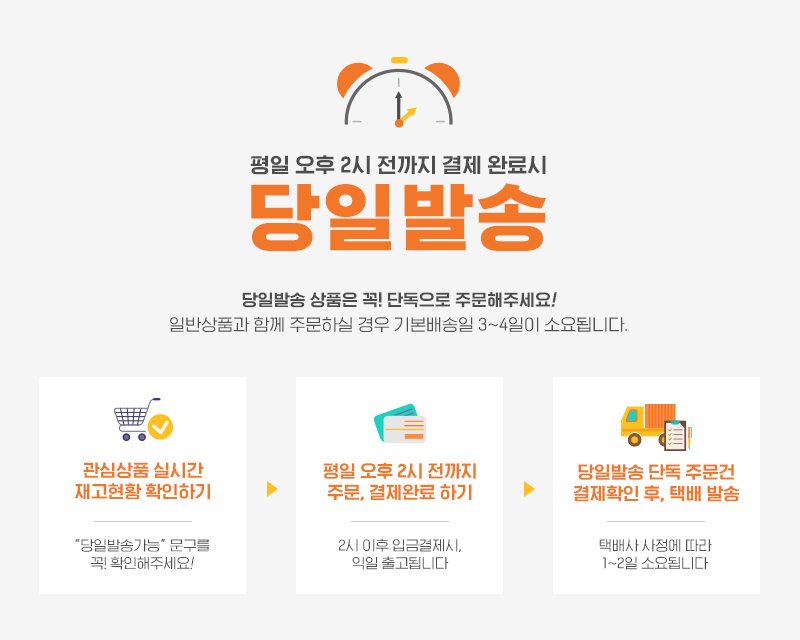 평일 오후 2시 전까지 결제 완료시
당일발송
당일발송 상품은 꼭! 단독으로 주문해주세요!
일반상품과 함께 주문하실 경우 기본배송일 3~4일이 소요됩니다.
관심상품 실시간
재고현황 확인하기
"당일발송가능" 문구를
꼭! 확인해주세요!
평일 오후 2시 전까지
주문, 결제완료 하기
2시 이후 입금결제시,
익일 출고됩니다
당일발송 단독 주문건
결제확인 후, 택배 발송
택배사 사정에 따라
1~2일 소요됩니다